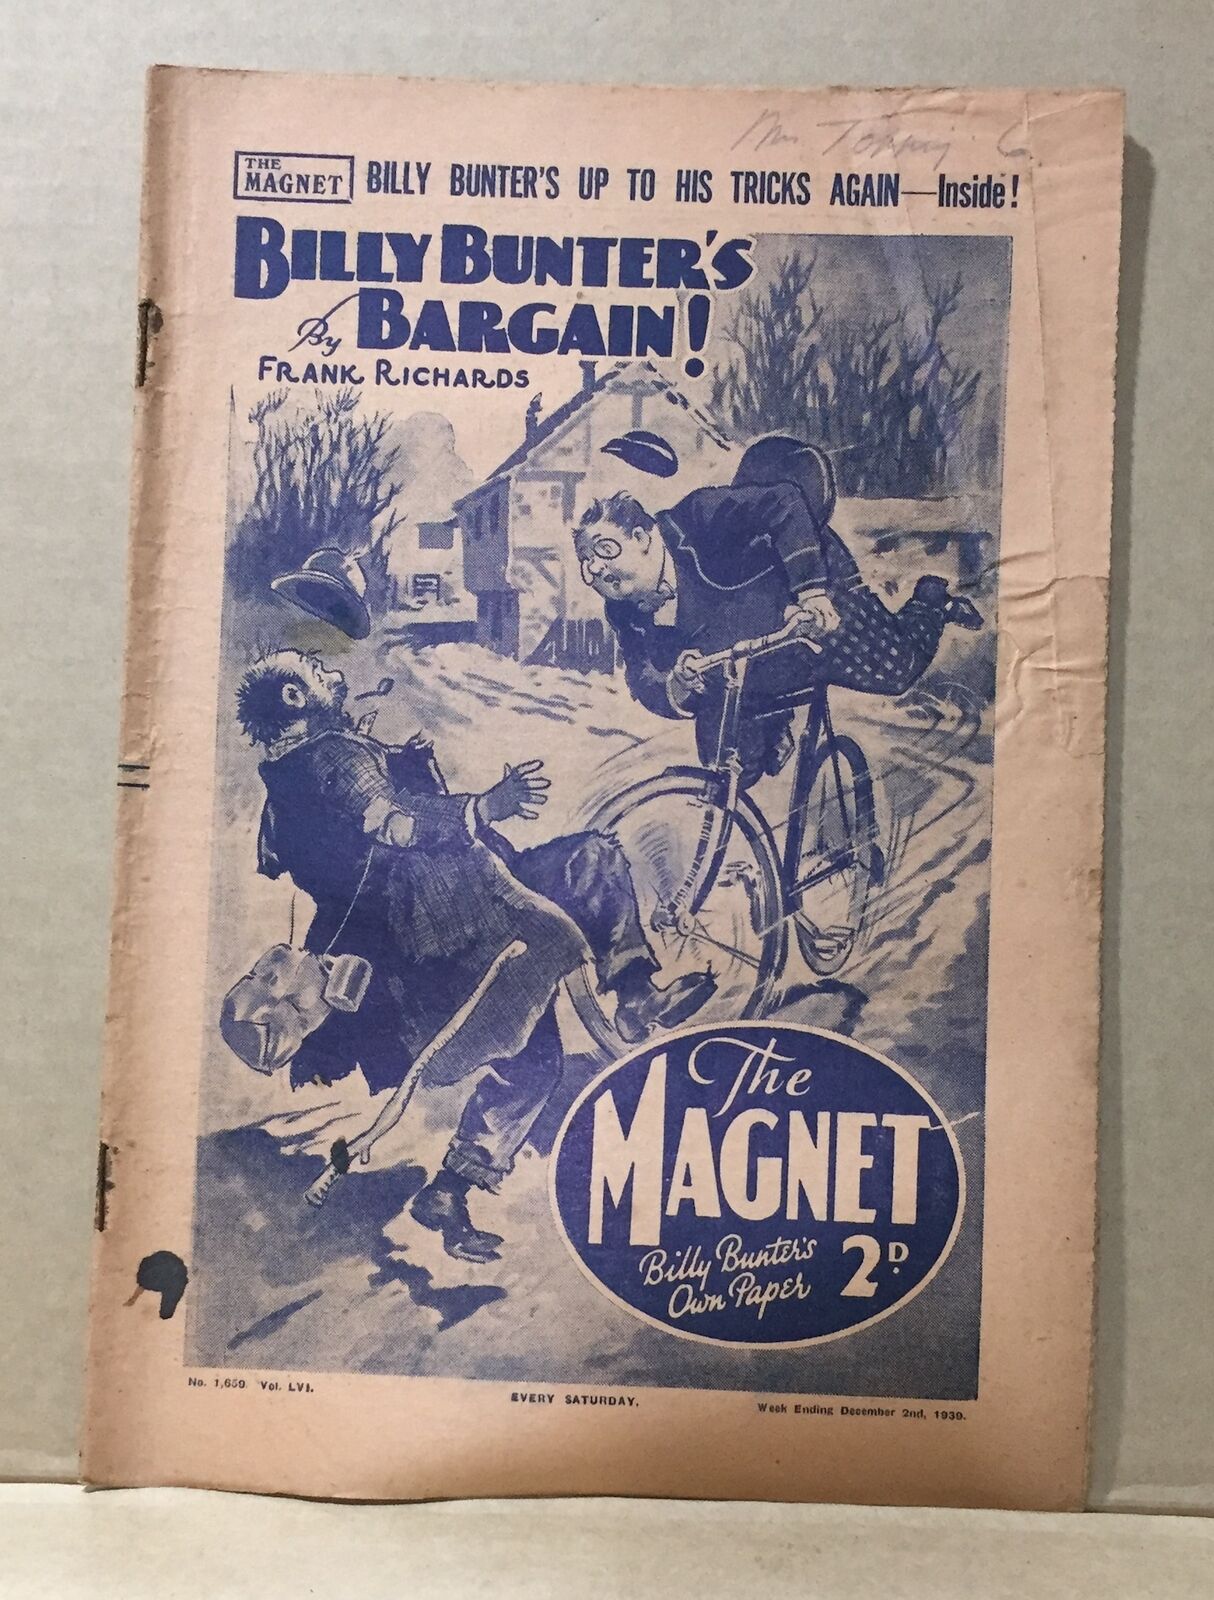 THE MAGNET BILLY BUNTER'S UP TO HIS TRICKS AGAIN—Inside!
BILLY BUNTER'S
By BARGAIN!
FRANK RICHARDS
The
MAGNET
Billy Bunter's
Own Paper 2D.
No. 1,659. Vol. LVI.
EVERY SATURDAY.
Week Ending December 2nd, 1939.